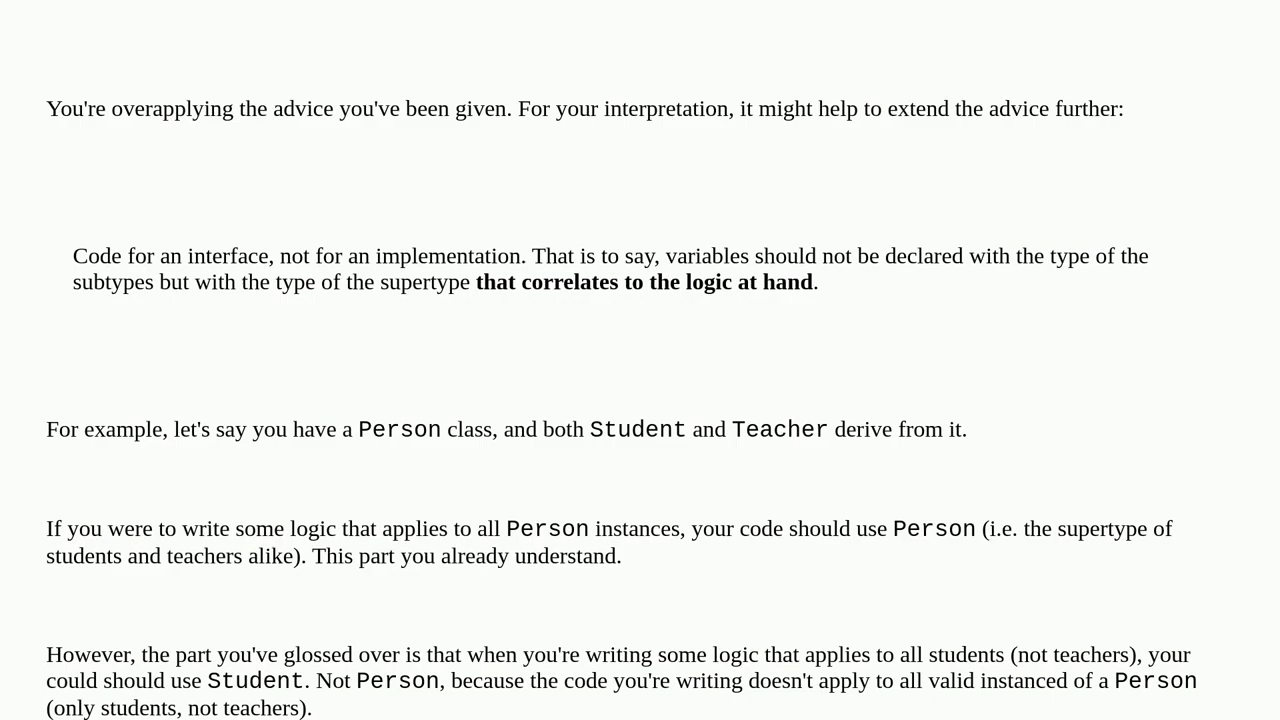 You're overapplying the advice you've been given. For your interpretation, it might help to extend the advice further:
Code for an interface, not for an implementation. That is to say, variables should not be declared with the type of the
subtypes but with the type of the supertype that correlates to the logic at hand.
For example, let's say you have a Person class, and both Student and Teacher derive from it.
If you were to write some logic that applies to all Person instances, your code should use Person (i.e. the supertype of
students and teachers alike). This part you already understand.
However, the part you've glossed over is that when you're writing some logic that applies to all students (not teachers), your
could should use Student. Not Person, because the code you're writing doesn't apply to all valid instanced of a Person
(only students, not teachers).